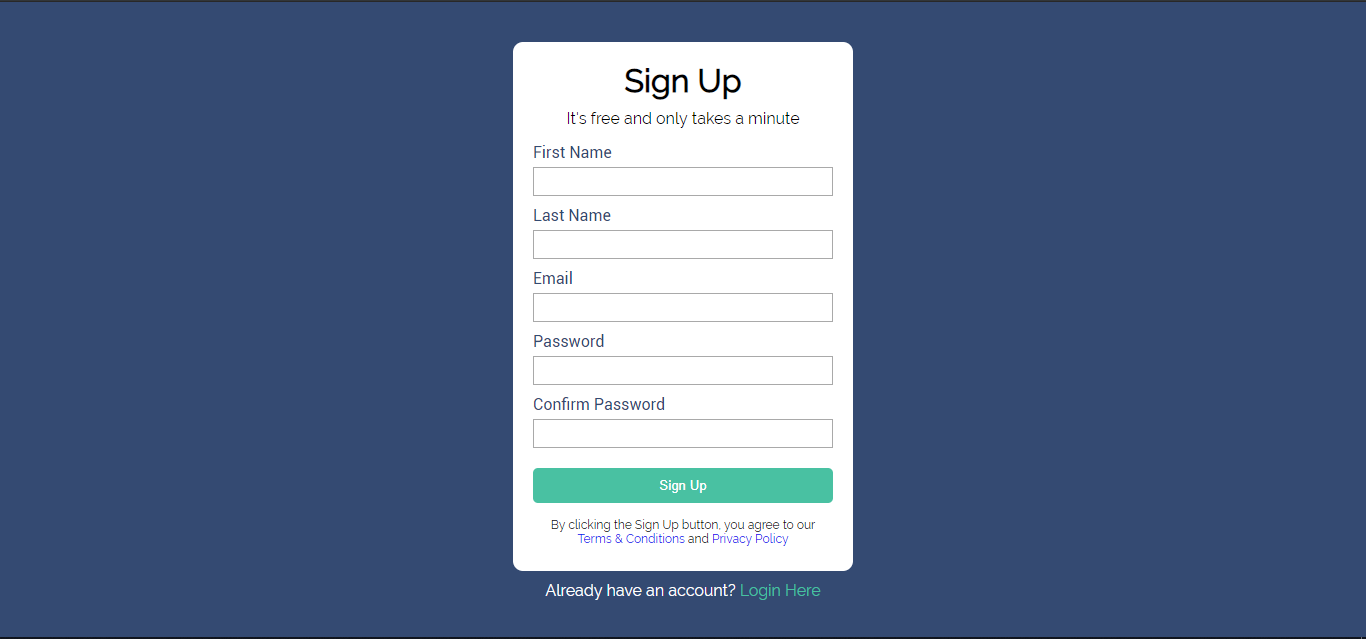 Sign Up
It's free and only takes a minute
First Name
Last Name
Email
Password
Confirm Password
Sign Up
By clicking the Sign Up button, you agree to our
Terms & Conditions and Privacy Policy
Already have an account? Login Here